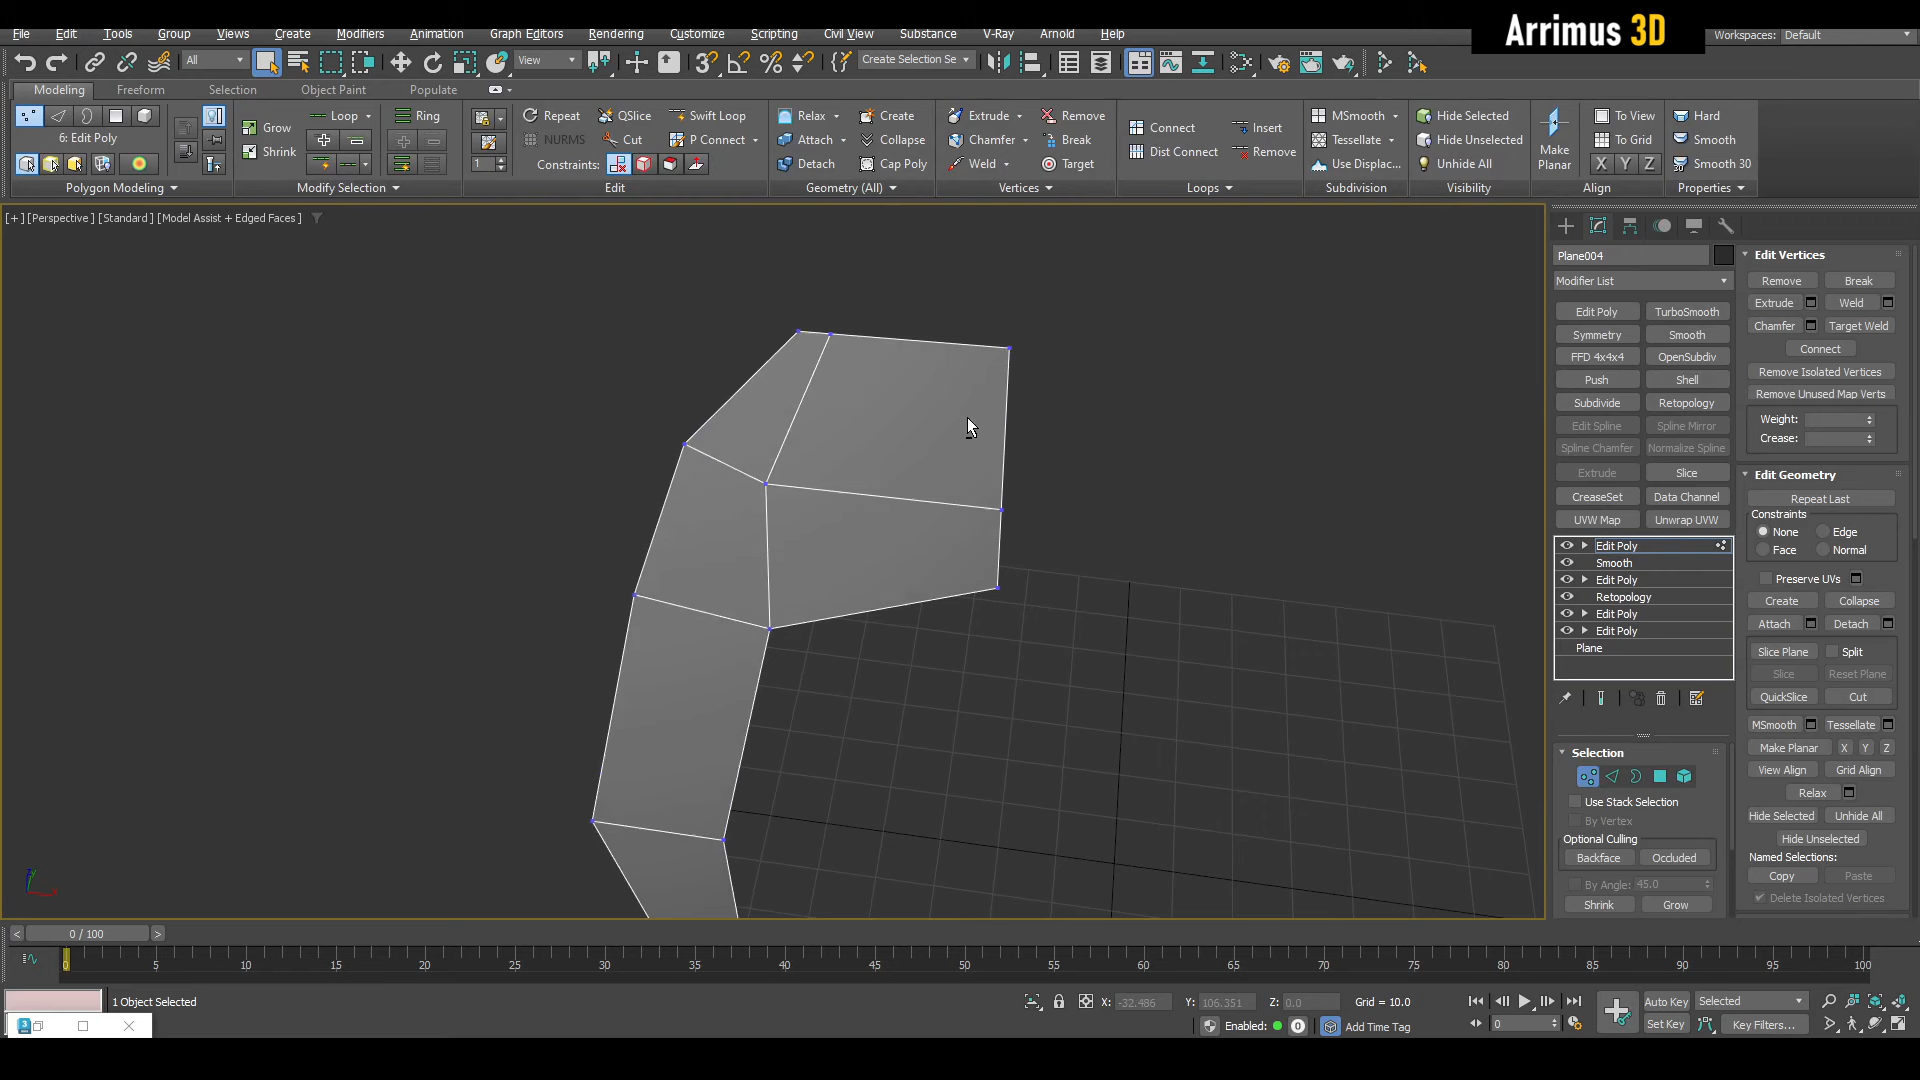 Arrimus 3D
File Edit Tools Group Views Create Modifiers Animation Graph Editors Rendering Customize Scripting Civil View Substance V-Ray Arnold Help Workspaces: Default
All View Create Selection Se
Modeling Freeform Selection Object Paint Populate
6: Edit Poly
Polygon Modeling
Grow Loop Ring
Shrink
Modify Selection
Repeat QSlice Swift Loop
NURMS Cut P Connect
1 Constraints:
Edit
Relax Create
Attach Collapse
Detach Cap Poly
Geometry (All)
Extrude Remove
Chamfer Break
Weld Target
Vertices
Connect Insert
Dist Connect Remove
Loops
MSmooth
Tessellate
Use Displac...
Subdivision
Hide Selected
Hide Unselected
Unhide All
Visibility
Make Planar
To View
To Grid
X Y Z
Align
Hard
Smooth
Smooth 30
Properties
[+] [Perspective] [Standard] [Model Assist + Edged Faces]
Plane004
Modifier List
Edit Poly TurboSmooth
Symmetry Smooth
FFD 4x4x4 OpenSubdiv
Push Shell
Subdivide Retopology
Edit Spline Spline Mirror
Spline Chamfer Normalize Spline
Extrude Slice
CreaseSet Data Channel
UVW Map Unwrap UVW
Edit Poly
Smooth
Edit Poly
Retopology
Edit Poly
Edit Poly
Plane
Selection
Use Stack Selection
By Vertex
Optional Culling
Backface Occluded
By Angle: 45.0
Shrink Grow
Edit Vertices
Remove Break
Extrude Weld
Chamfer Target Weld
Connect
Remove Isolated Vertices
Remove Unused Map Verts
Weight:
Crease:
Edit Geometry
Repeat Last
Constraints
None Edge
Face Normal
Preserve UVs
Create Collapse
Attach Detach
Slice Plane Split
Slice Reset Plane
QuickSlice Cut
MSmooth Tessellate
Make Planar X Y Z
View Align Grid Align
Relax
Hide Selected Unhide All
Hide Unselected
Named Selections:
Copy Paste
Delete Isolated Vertices
< 0 / 100 >
0 5 10 15 20 25 30 35 40 45 50 55 60 65 70 75 80 85 90 95 100
1 Object Selected
X: -32.486 Y: 106.351 Z: 0.0 Grid = 10.0
Enabled: 0 Add Time Tag
0
Auto Key Selected
Set Key Key Filters...
3